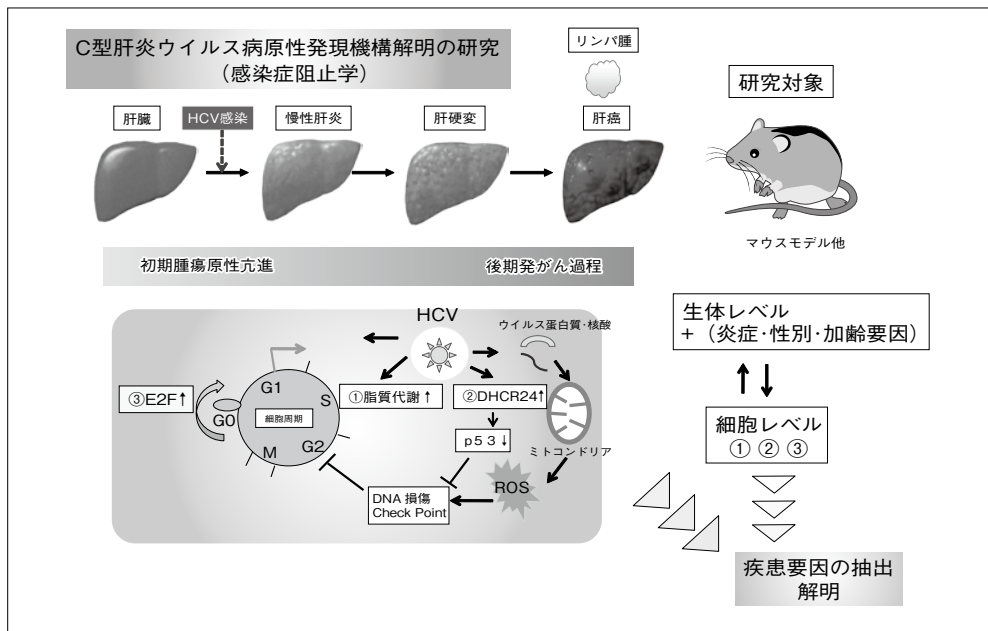 C型肝炎ウイルス病原性発現機構解明の研究
（感染症阻止学）
リンパ腫
研究対象
肝臓
HCV感染
慢性肝炎
肝硬変
肝癌
マウスモデル他
初期腫瘍原性亢進
後期発がん過程
HCV
ウイルス蛋白質･核酸
生体レベル
+（炎症･性別･加齢要因）
③E2F↑
G1
S
G0
細胞周期
M
G2
①脂質代謝↑
②DHCR24↑
p53↓
ミトコンドリア
ROS
DNA 損傷
Check Point
細胞レベル
① ② ③
疾患要因の抽出
解明